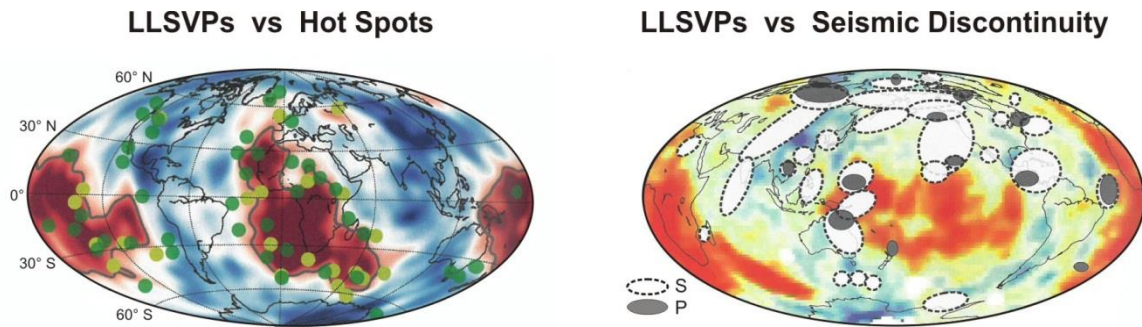 LLSVPs vs Hot Spots
LLSVPs vs Seismic Discontinuity
60° N
30° N
0°
30° S
60° S
S
P